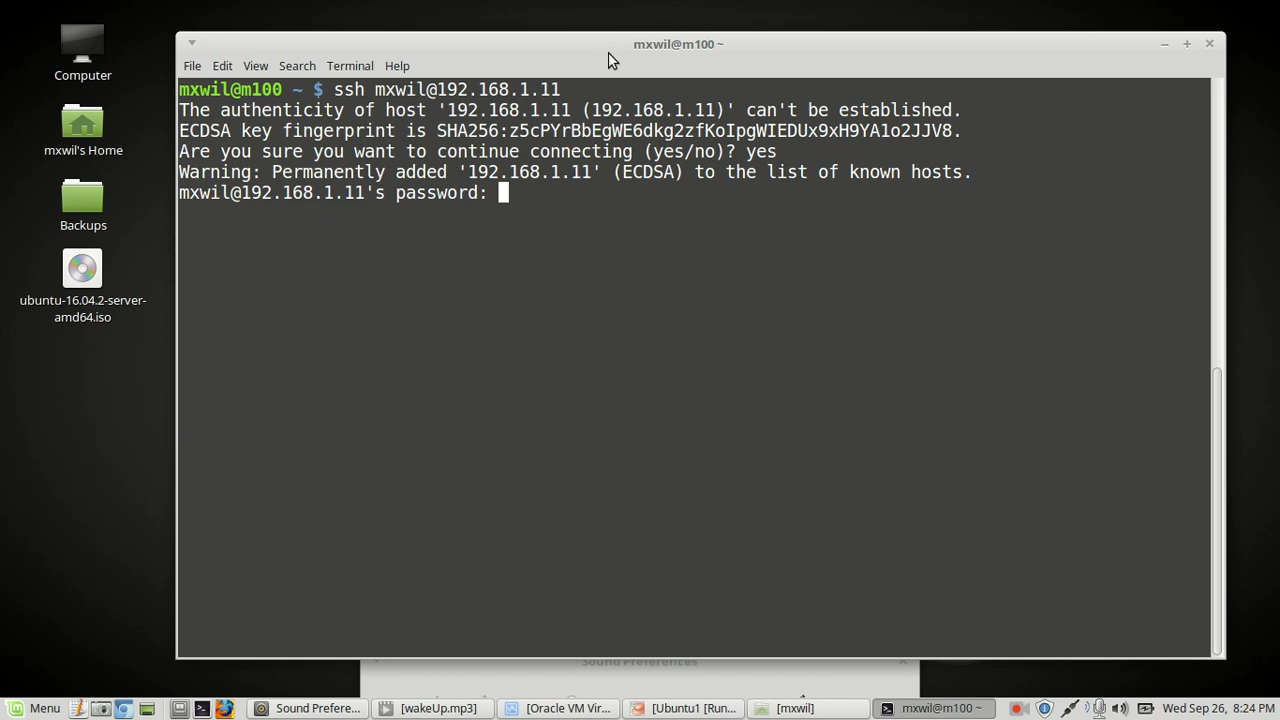 Computer
mxwil's Home
Backups
ubuntu-16.04.2-server-
amd64.iso
mxwil@m100 ~
File Edit View Search Terminal Help
mxwil@m100 ~ $ ssh mxwil@192.168.1.11
The authenticity of host '192.168.1.11 (192.168.1.11)' can't be established.
ECDSA key fingerprint is SHA256:z5cPYrBbEgWE6dkg2zfKoIpgWIEDUx9xH9YA1o2JJV8.
Are you sure you want to continue connecting (yes/no)? yes
Warning: Permanently added '192.168.1.11' (ECDSA) to the list of known hosts.
mxwil@192.168.1.11's password:
Sound Preferences
Menu Sound Prefere... [wakeUp.mp3] [Oracle VM Vir... [Ubuntu1 [Run... [mxwil] mxwil@m100 ~ Wed Sep 26, 8:24 PM